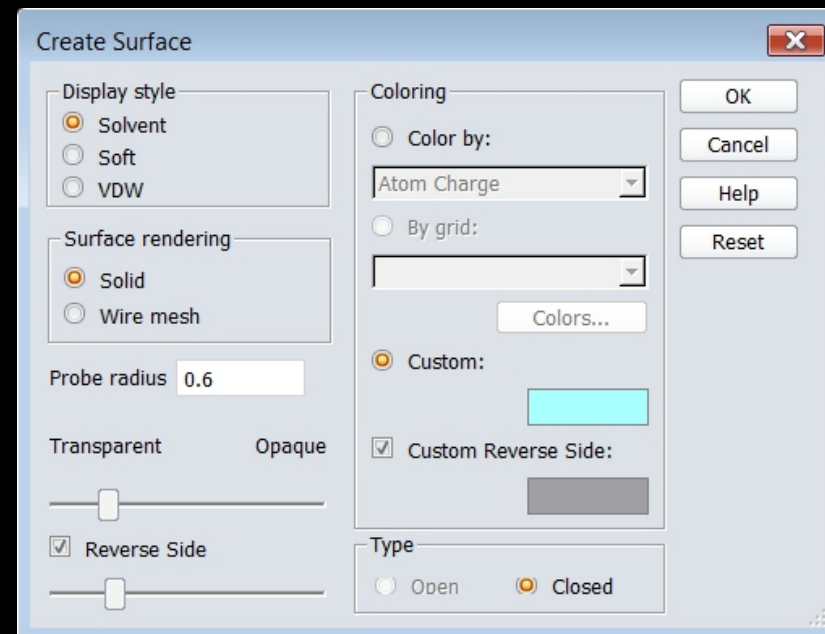 Create Surface
Display style
Solvent
Soft
VDW
Surface rendering
Solid
Wire mesh
Probe radius 0.6
Transparent Opaque
Reverse Side
Coloring
Color by:
Atom Charge
By grid:
Colors...
Custom:
Custom Reverse Side:
Type
Open Closed
OK
Cancel
Help
Reset